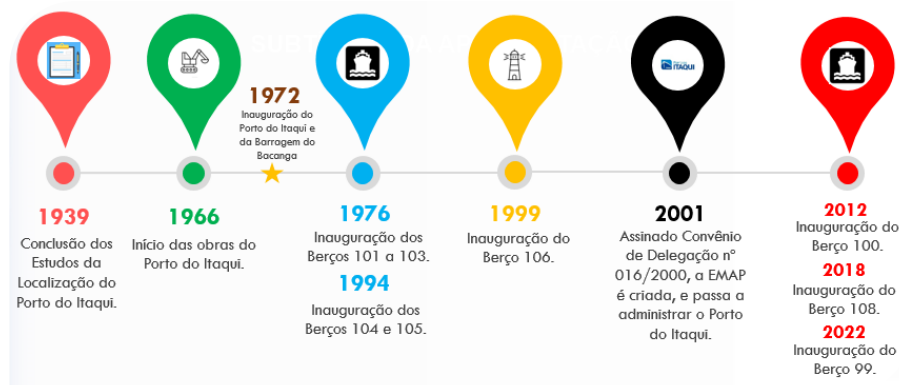 ITAQUI
1939
Conclusão dos
Estudos da
Localização do
Porto do Itaqui.
1966
Início das obras do
Porto do Itaqui.
1972
Inauguração do
Porto do Itaqui e
da Barragem do
Bacanga
1976
Inauguração dos
Berços 101 a 103.
1994
Inauguração dos
Berços 104 e 105.
1999
Inauguração do
Berço 106.
2001
Assinado Convênio
de Delegação nº
016/2000, a EMAP
é criada, e passa a
administrar o Porto
do Itaqui.
2012
Inauguração do
Berço 100.
2018
Inauguração do
Berço 108.
2022
Inauguração do
Berço 99.